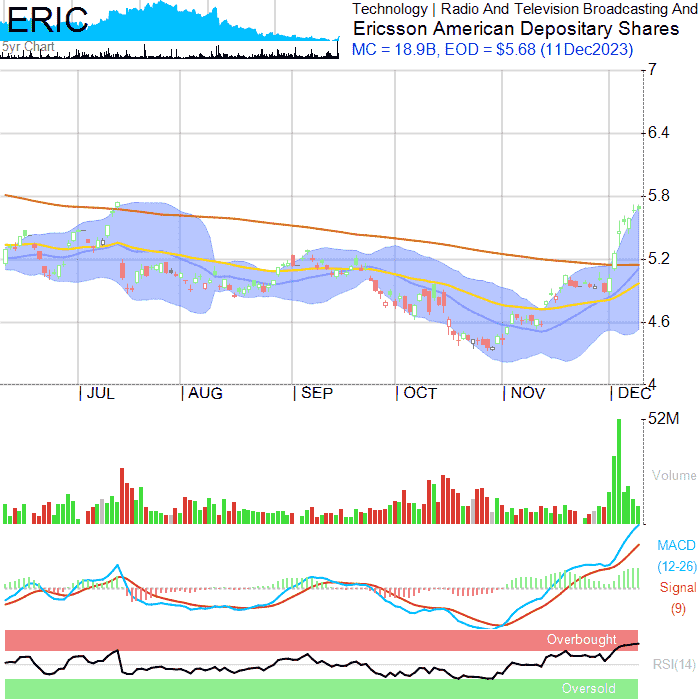 ERIC
5yr Chart
Technology | Radio And Television Broadcasting And
Ericsson American Depositary Shares
MC = 18.9B, EOD = $5.68 (11Dec2023)
7
6.4
5.8
5.2
4.6
4
JUL AUG SEP OCT NOV DEC
52M
Volume
MACD
(12-26)
Signal
(9)
Overbought
RSI(14)
Oversold